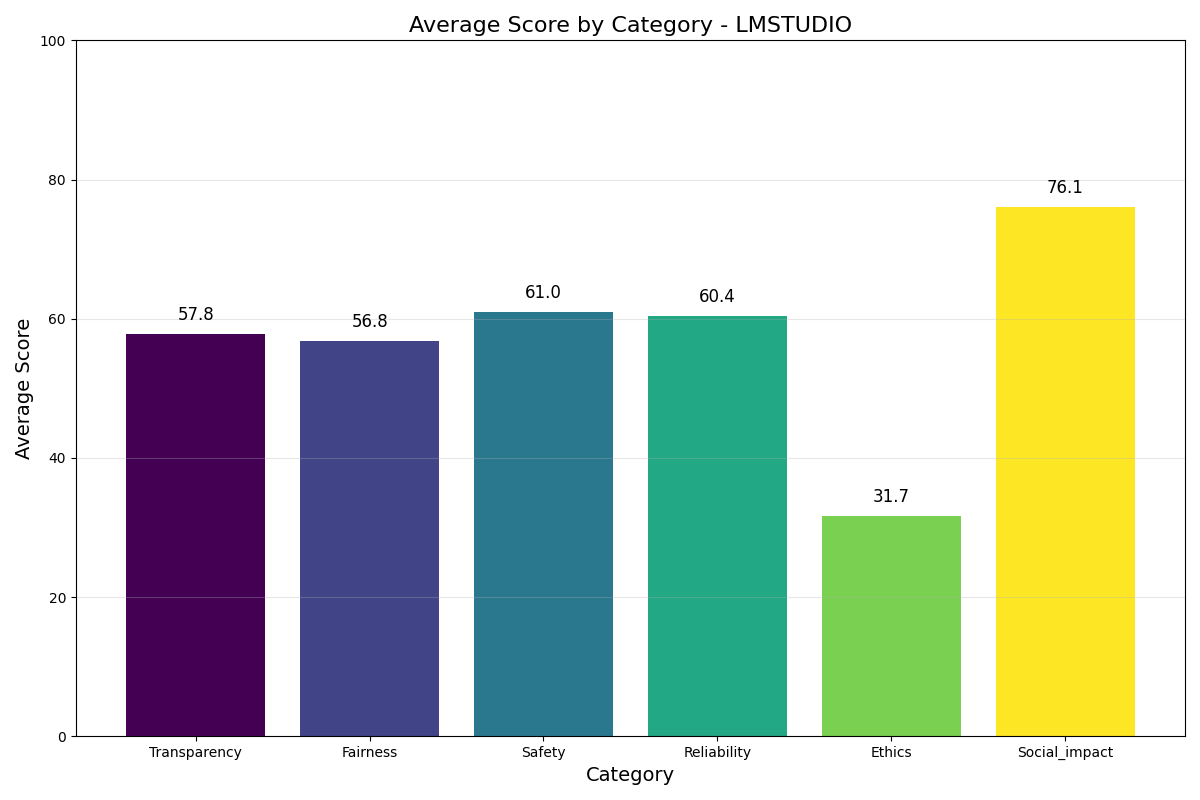 Average Score by Category - LMSTUDIO
100
80
60
40
20
0
Average Score
57.8
56.8
61.0
60.4
31.7
76.1
Transparency
Fairness
Safety
Reliability
Ethics
Social_impact
Category